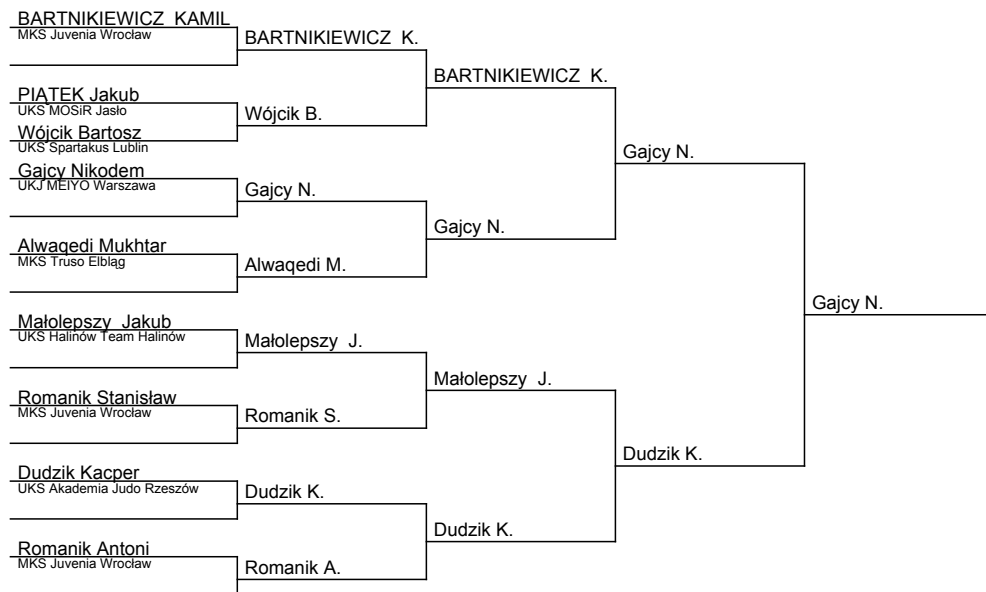 BARTNIKIEWICZ  KAMIL
MKS Juvenia Wrocław
PIĄTEK Jakub
UKS MOSiR Jasło
Wójcik Bartosz
UKS Spartakus Lublin
Gajcy Nikodem
UKJ MEIYO Warszawa
Alwaqedi Mukhtar
MKS Truso Elbląg
Małolepszy  Jakub
UKS Halinów Team Halinów
Romanik Stanisław
MKS Juvenia Wrocław
Dudzik Kacper
UKS Akademia Judo Rzeszów
Romanik Antoni
MKS Juvenia Wrocław
BARTNIKIEWICZ  K.
Wójcik B.
Gajcy N.
Alwaqedi M.
Małolepszy  J.
Romanik S.
Dudzik K.
Romanik A.
BARTNIKIEWICZ  K.
Gajcy N.
Małolepszy  J.
Dudzik K.
Gajcy N.
Dudzik K.
Gajcy N.